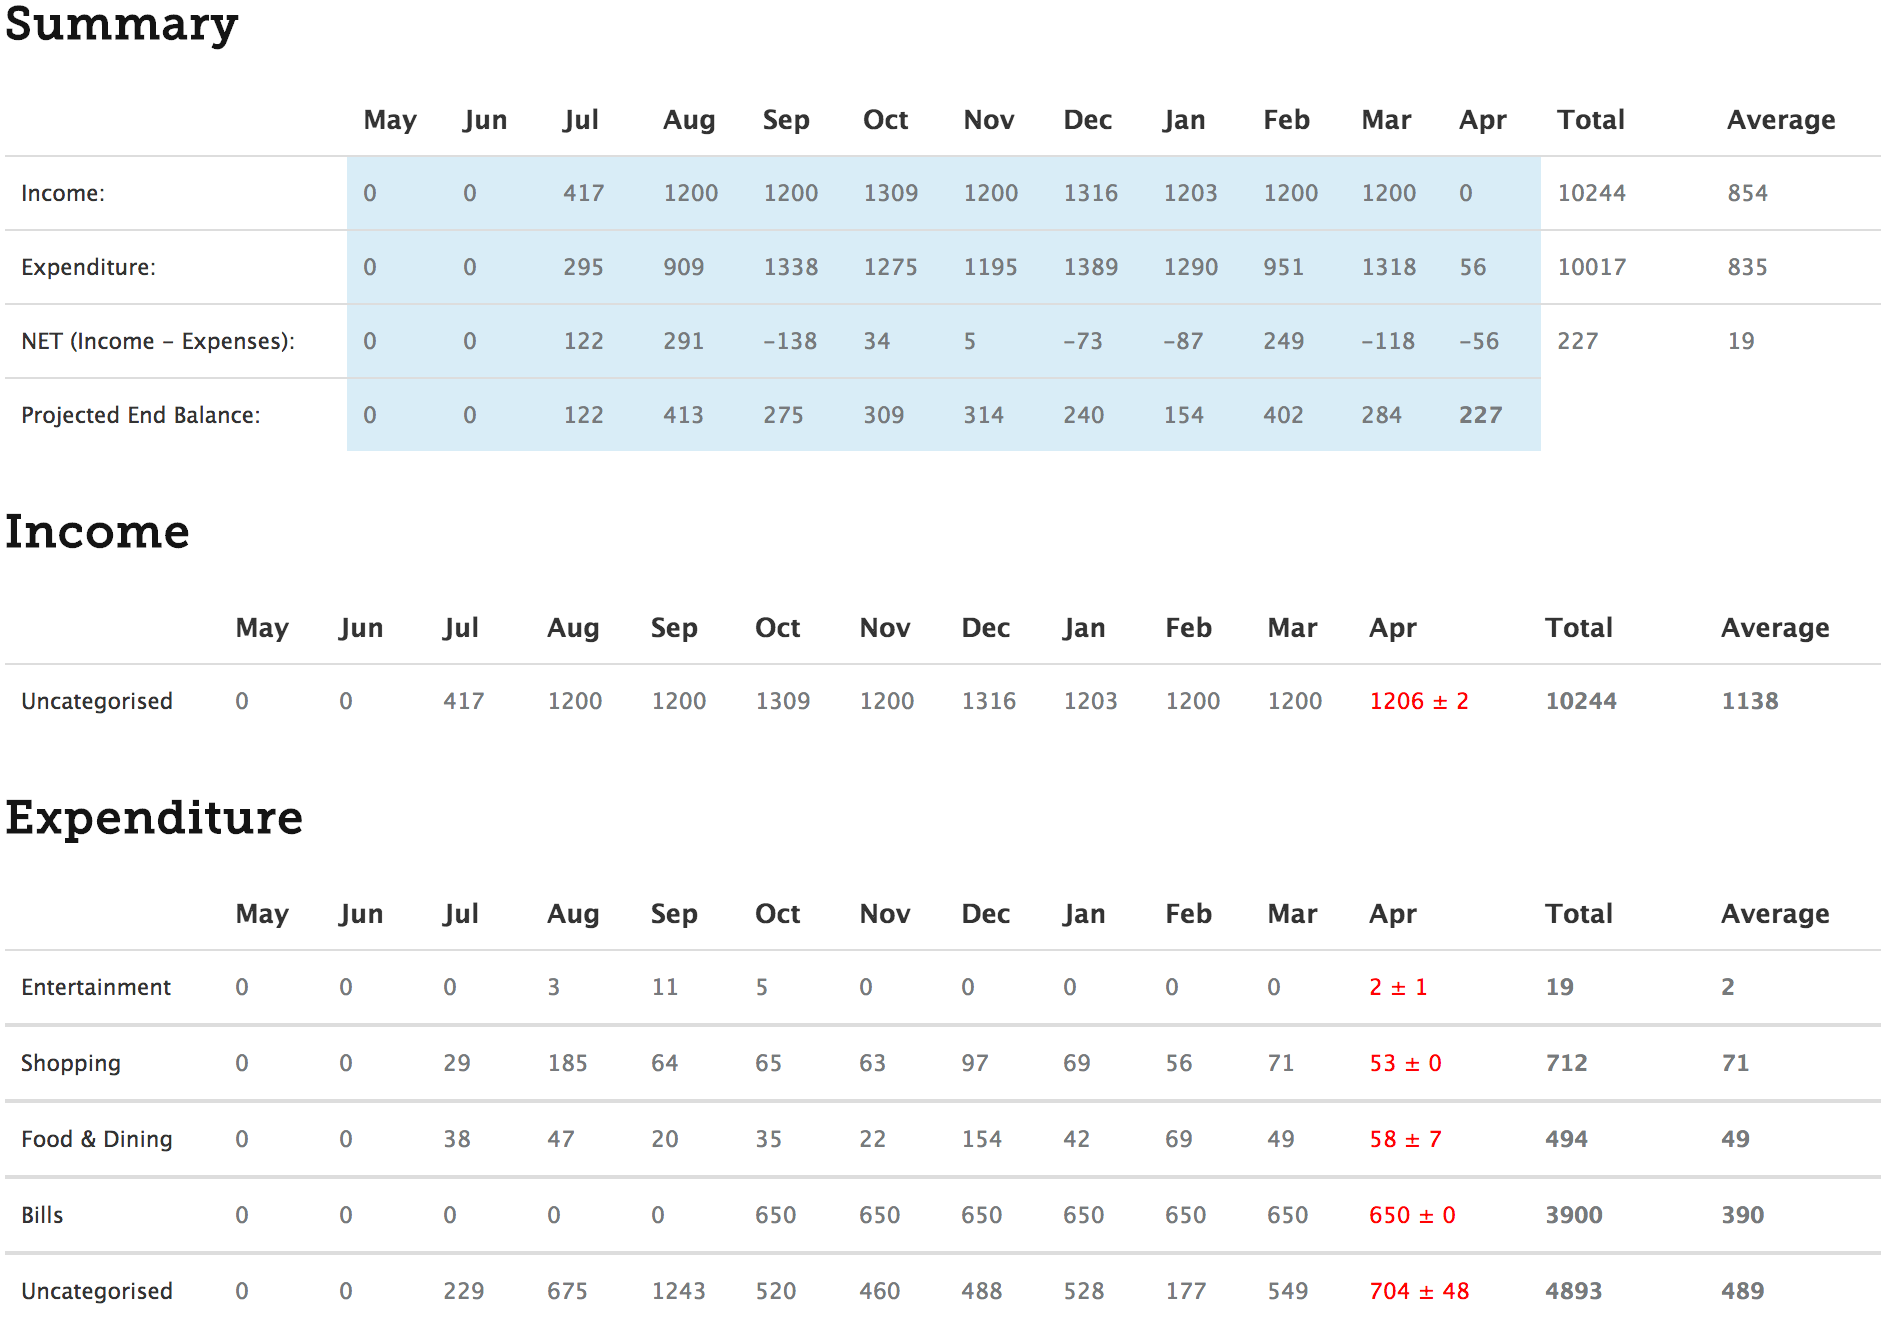 Summary
May Jun Jul Aug Sep Oct Nov Dec Jan Feb Mar Apr Total Average
Income: 0 0 417 1200 1200 1309 1200 1316 1203 1200 1200 0 10244 854
Expenditure: 0 0 295 909 1338 1275 1195 1389 1290 951 1318 56 10017 835
NET (Income – Expenses): 0 0 122 291 –138 34 5 –73 –87 249 –118 –56 227 19
Projected End Balance: 0 0 122 413 275 309 314 240 154 402 284 227
Income
May Jun Jul Aug Sep Oct Nov Dec Jan Feb Mar Apr Total Average
Uncategorised 0 0 417 1200 1200 1309 1200 1316 1203 1200 1200 1206 ± 2 10244 1138
Expenditure
May Jun Jul Aug Sep Oct Nov Dec Jan Feb Mar Apr Total Average
Entertainment 0 0 0 3 11 5 0 0 0 0 0 2 ± 1 19 2
Shopping 0 0 29 185 64 65 63 97 69 56 71 53 ± 0 712 71
Food & Dining 0 0 38 47 20 35 22 154 42 69 49 58 ± 7 494 49
Bills 0 0 0 0 0 650 650 650 650 650 650 650 ± 0 3900 390
Uncategorised 0 0 229 675 1243 520 460 488 528 177 549 704 ± 48 4893 489